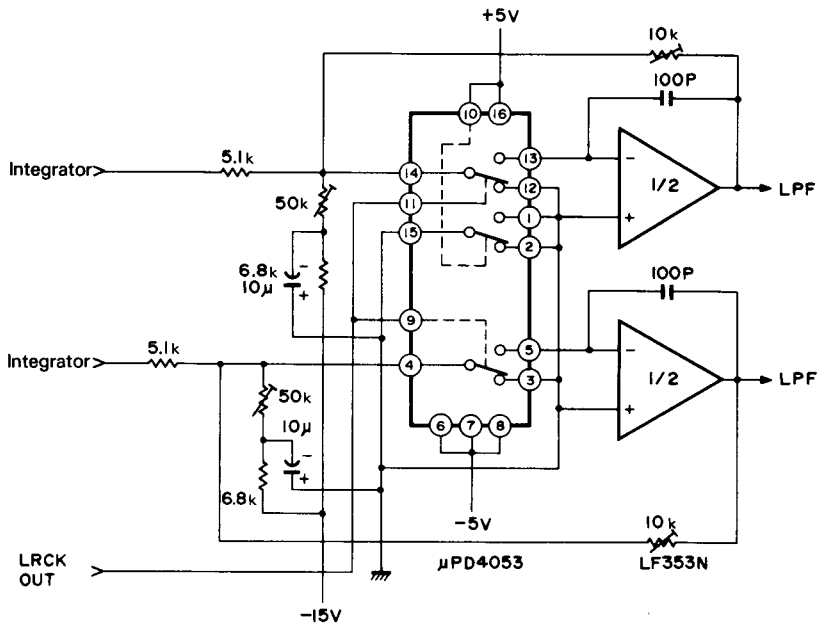 +5V
10k
100P
10
16
5.1k
Integrator
14
13
-
12
1/2
LPF
50k
11
1
+
15
2
-
6.8k
10μ
+
100P
9
5
-
Integrator
5.1k
4
3
1/2
LPF
50k
+
10μ
-
6
7
8
+
6.8k
-5V
10k
LRCK
OUT
μPD4053
LF353N
-15V